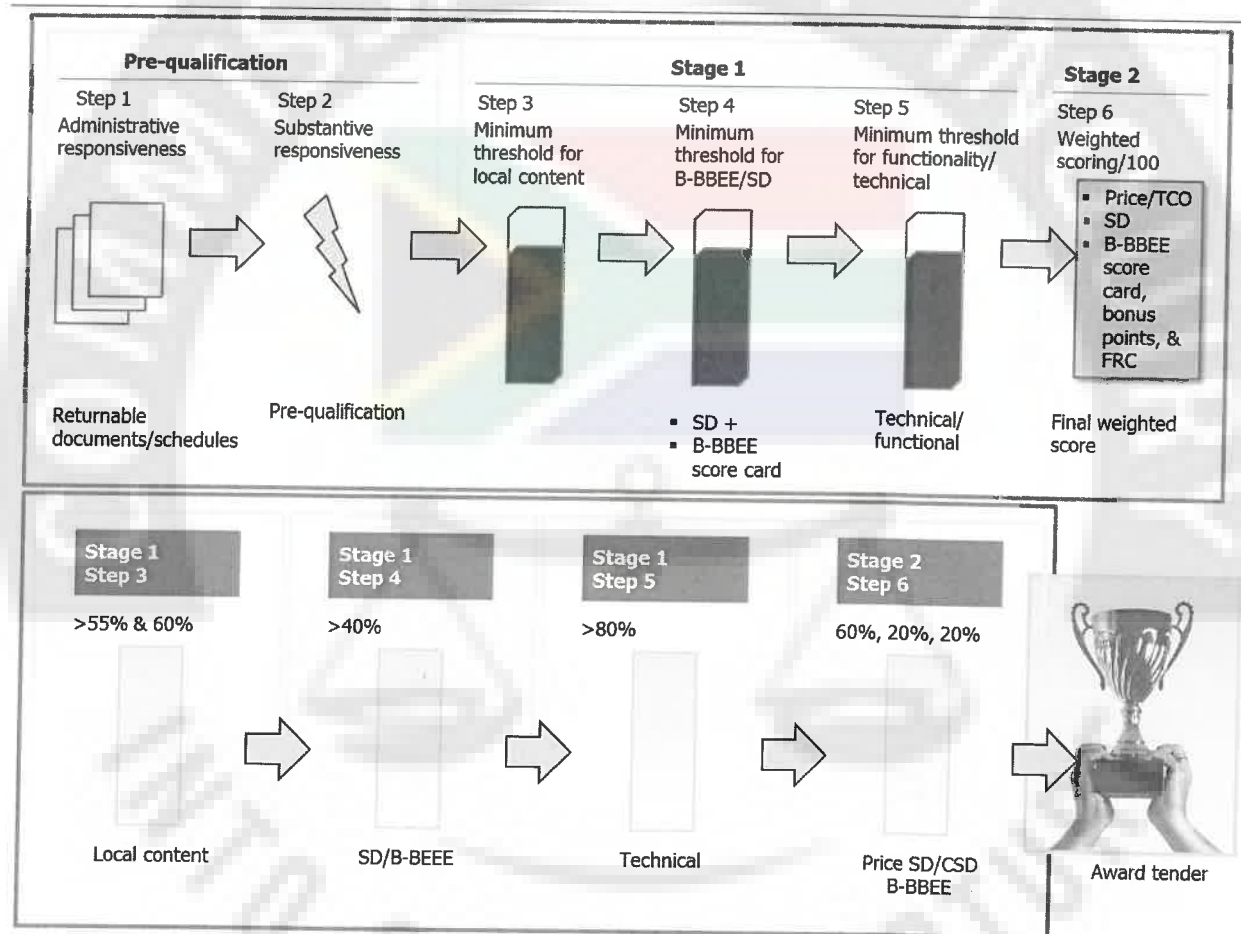 Pre-qualification
Stage 1
Stage 2
Step 1
Administrative
responsiveness
Step 2
Substantive
responsiveness
Step 3
Minimum
threshold for
local content
Step 4
Minimum
threshold for
B-BBEE/SD
Step 5
Minimum threshold
for functionality/
technical
Step 6
Weighted
scoring/100
▪ Price/TCO
▪ SD
▪ B-BBEE
score
card,
bonus
points, &
FRC
Returnable
documents/schedules
Pre-qualification
▪ SD +
▪ B-BBEE
score card
Technical/
functional
Final weighted
score
Stage 1
Step 3
>55% & 60%
Local content
Stage 1
Step 4
>40%
SD/B-BEEE
Stage 1
Step 5
>80%
Technical
Stage 2
Step 6
60%, 20%, 20%
Price SD/CSD
B-BBEE
Award tender